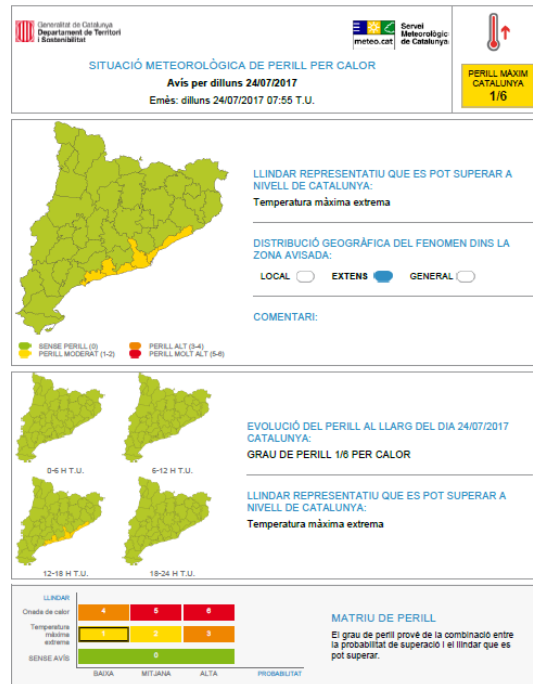 Generalitat de Catalunya
Departament de Territori
i Sostenibilitat
meteo.cat
Servei
Meteorològic
de Catalunya
SITUACIÓ METEOROLÒGICA DE PERILL PER CALOR
Avís per dilluns 24/07/2017
Emès: dilluns 24/07/2017 07:55 T.U.
PERILL MÀXIM
CATALUNYA
1/6
LLINDAR REPRESENTATIU QUE ES POT SUPERAR A
NIVELL DE CATALUNYA:
Temperatura màxima extrema
DISTRIBUCIÓ GEOGRÀFICA DEL FENOMEN DINS LA
ZONA AVISADA:
LOCAL EXTENS GENERAL
COMENTARI:
SENSE PERILL (0) PERILL ALT (3-4)
PERILL MODERAT (1-2) PERILL MOLT ALT (5-6)
0-6 H T.U. 6-12 H T.U.
12-18 H T.U. 18-24 H T.U.
EVOLUCIÓ DEL PERILL AL LLARG DEL DIA 24/07/2017
CATALUNYA:
GRAU DE PERILL 1/6 PER CALOR
LLINDAR REPRESENTATIU QUE ES POT SUPERAR A
NIVELL DE CATALUNYA:
Temperatura màxima extrema
LLINDAR
Onada de calor 4 5 6
Temperatura
màxima
extrema
1 2 3
SENSE AVÍS 0
BAIXA MITJANA ALTA PROBABILITAT
MATRIU DE PERILL
El grau de perill prové de la combinació entre
la probabilitat de superació i el llindar que es
pot superar.